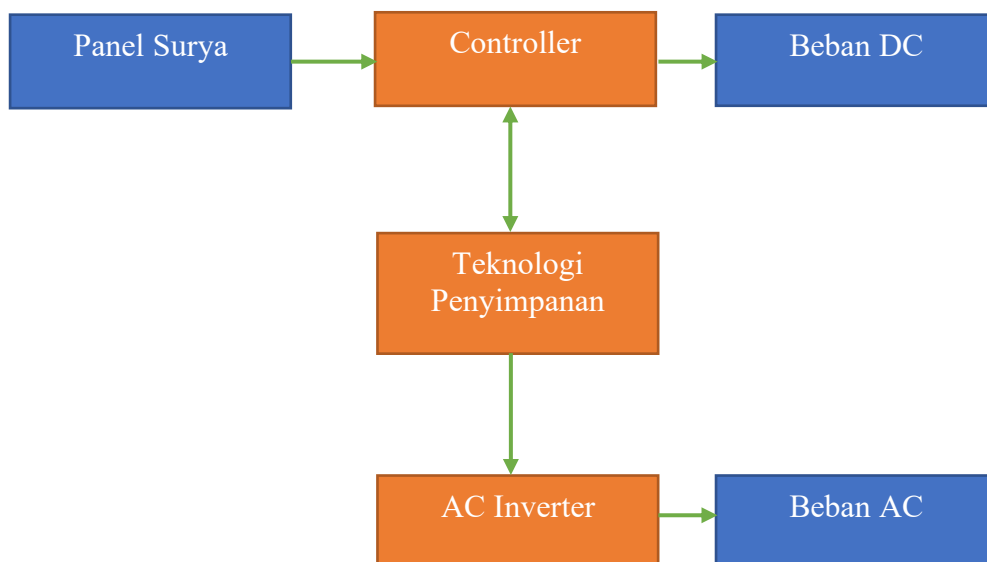 Panel Surya
Controller
Beban DC
Teknologi
Penyimpanan
AC Inverter
Beban AC